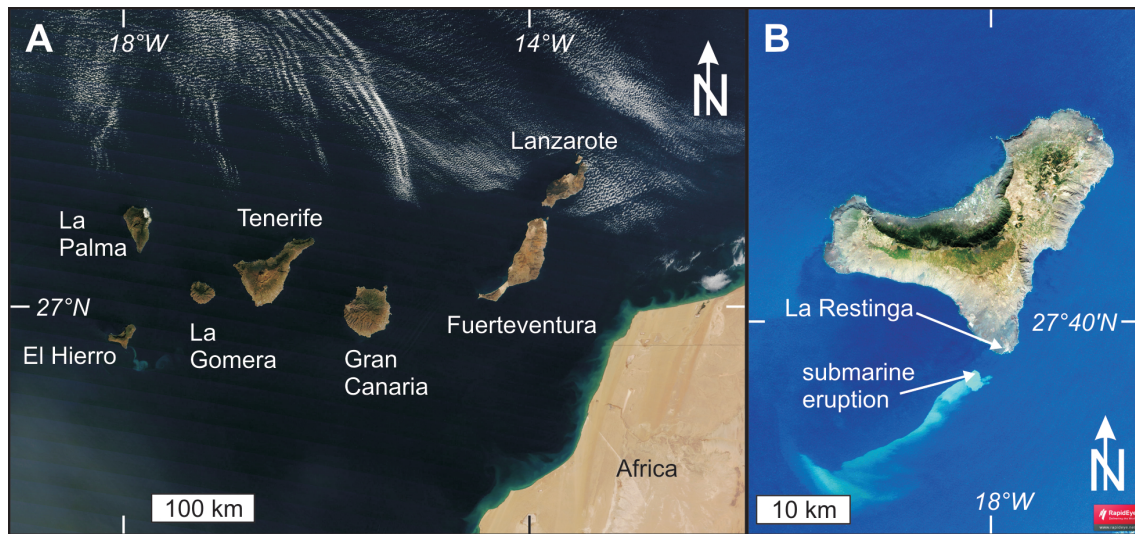 A
18°W
14°W
N
Lanzarote
La
Palma
Tenerife
27°N
Fuerteventura
El Hierro
La
Gomera
Gran
Canaria
Africa
100 km
B
La Restinga
27°40'N
submarine
eruption
N
18°W
10 km
RapidEye